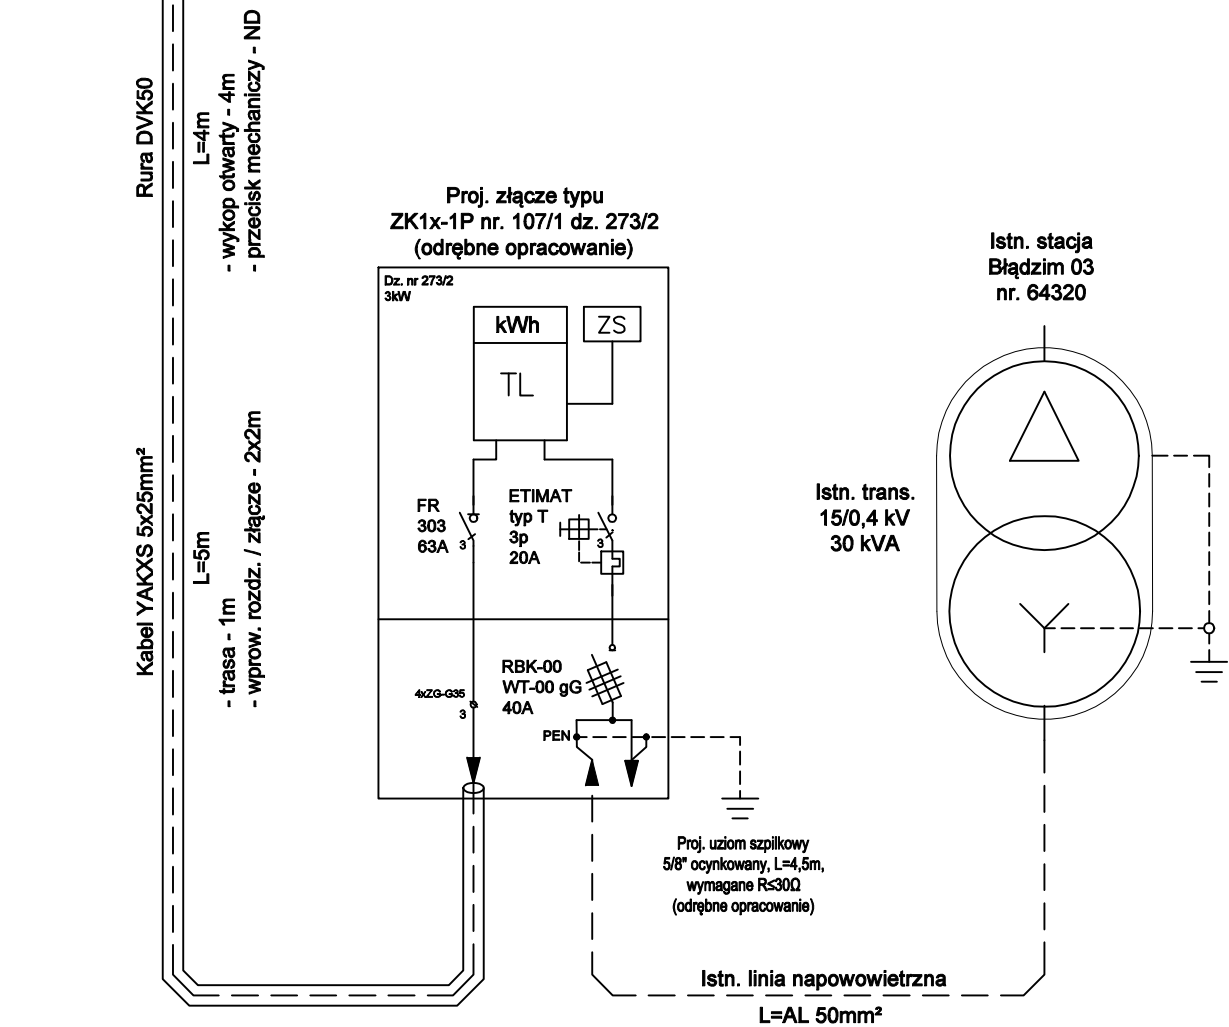 Rura DVK50
L=4m
- wykop otwarty - 4m
- przecisk mechaniczy - ND
Kabel YAKXS 5x25mm²
L=5m
- trasa - 1m
- wprow. rozdz. / złącze - 2x2m
Proj. złącze typu
ZK1x-1P nr. 107/1 dz. 273/2
(odrębne opracowanie)
Dz. nr 273/2
3kW
kWh
ZS
TL
FR
303
63A
3
ETIMAT
typ T
3p
20A
3
4xZG-G35
3
RBK-00
WT-00 gG
40A
PEN
Proj. uziom szpilkowy
5/8" ocynkowany, L=4,5m,
wymagane R≤30Ω
(odrębne opracowanie)
Istn. stacja
Błądzim 03
nr. 64320
Istn. trans.
15/0,4 kV
30 kVA
Istn. linia napowowietrzna
L=AL 50mm²